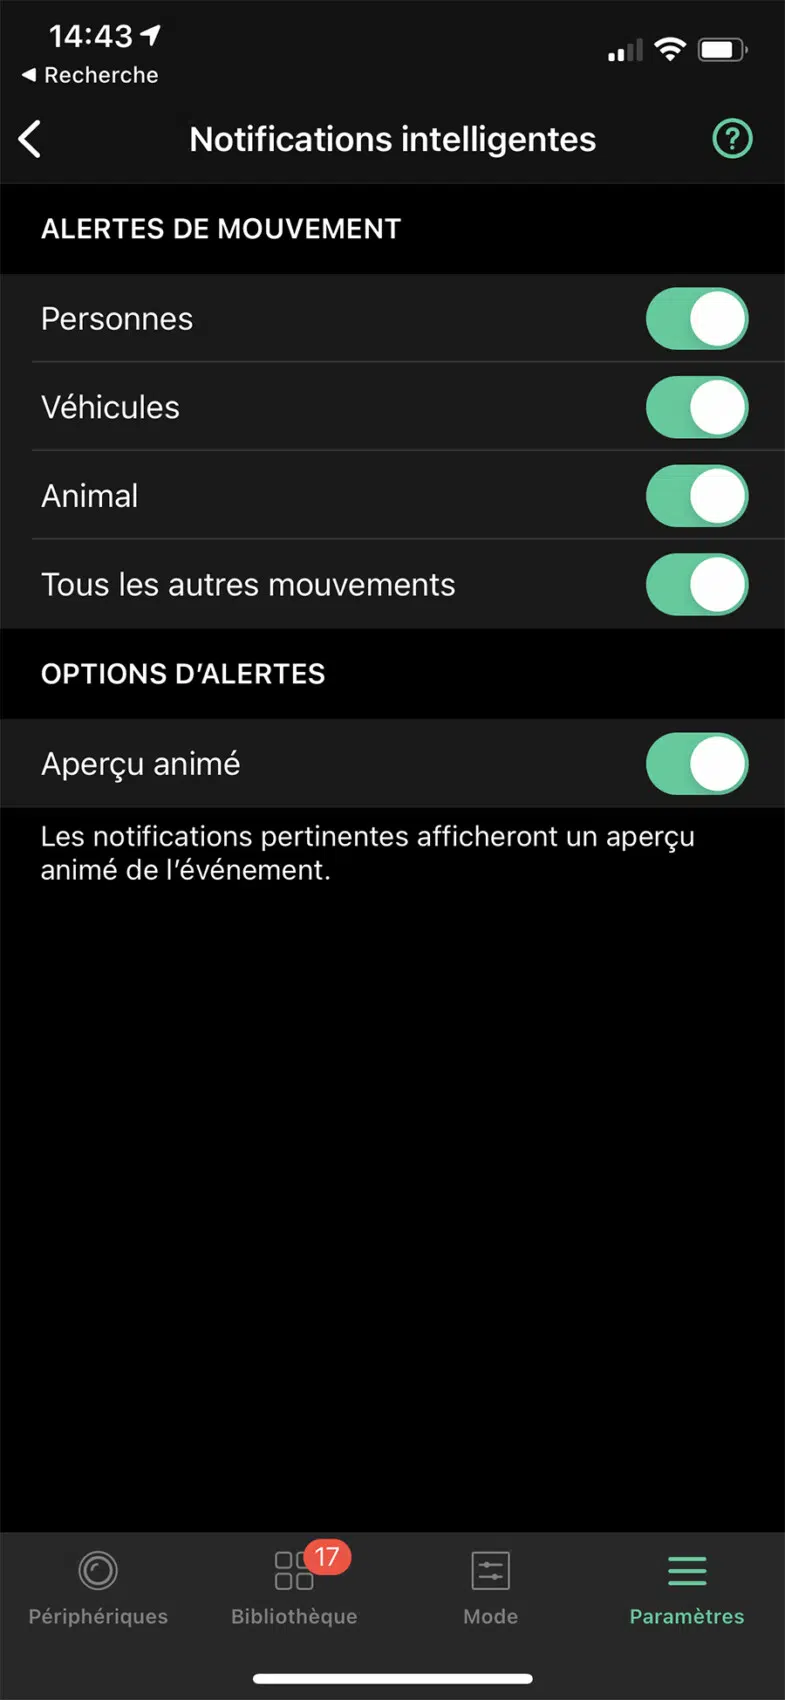 14:43
Recherche
Notifications intelligentes
?
ALERTES DE MOUVEMENT
Personnes
Véhicules
Animal
Tous les autres mouvements
OPTIONS D’ALERTES
Aperçu animé
Les notifications pertinentes afficheront un aperçu
animé de l’événement.
17
Périphériques
Bibliothèque
Mode
Paramètres